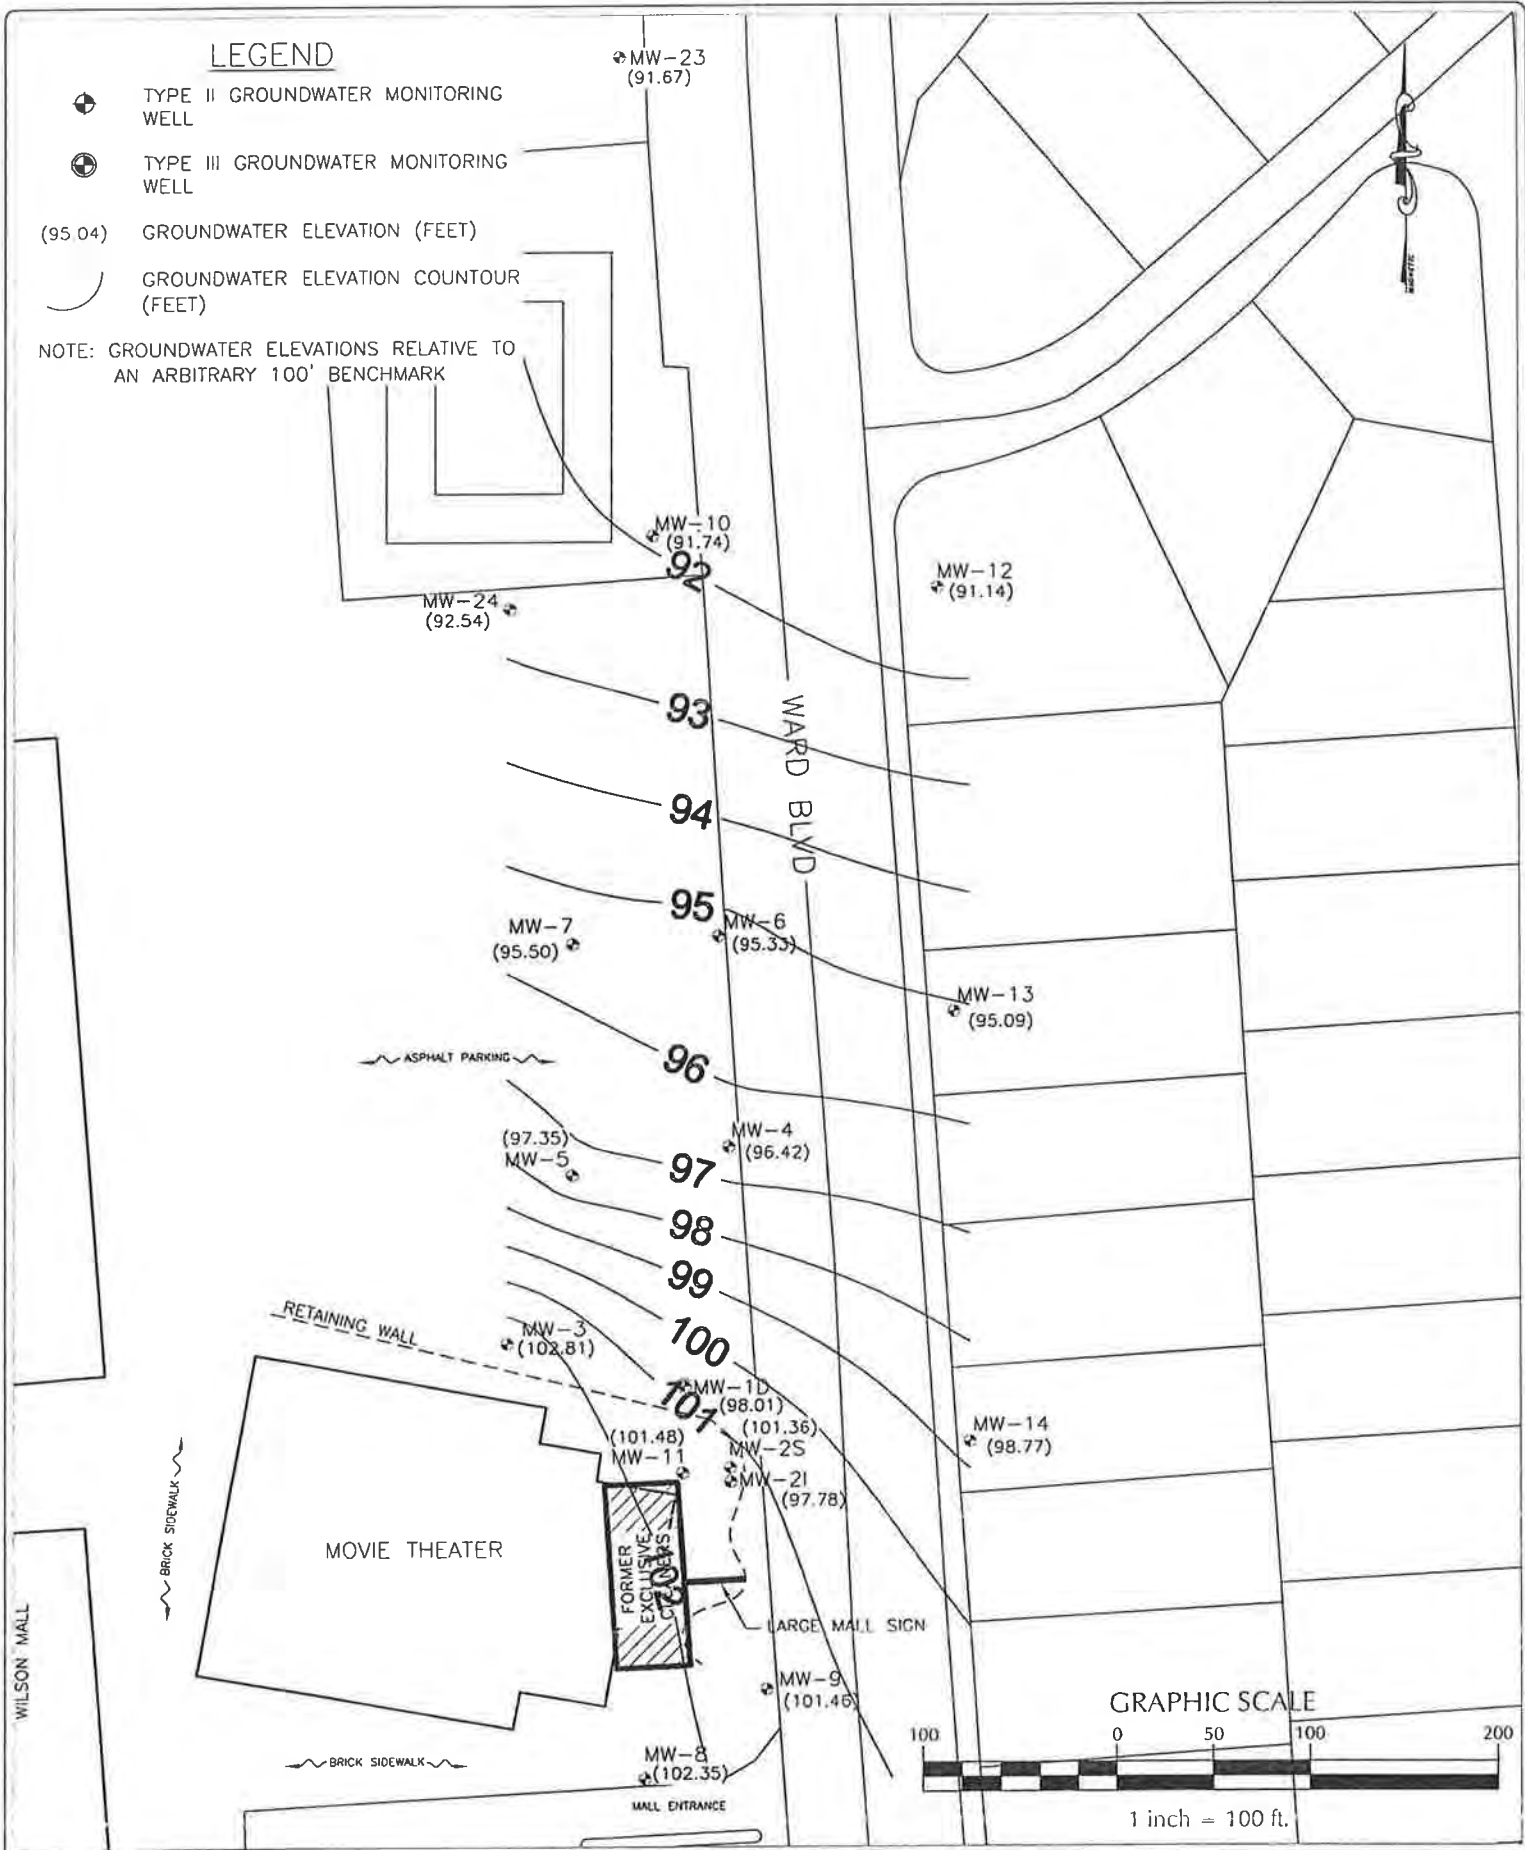 LEGEND
TYPE II GROUNDWATER MONITORING
WELL
TYPE III GROUNDWATER MONITORING
WELL
(95.04) GROUNDWATER ELEVATION (FEET)
GROUNDWATER ELEVATION COUNTOUR
(FEET)
NOTE: GROUNDWATER ELEVATIONS RELATIVE TO
AN ARBITRARY 100' BENCHMARK
MW-23
(91.67)
MAGNETIC
MW-10
(91.74)
92
MW-12
(91.14)
MW-24
(92.54)
93
WARD BLVD
94
95
MW-7
(95.50)
MW-6
(95.33)
MW-13
(95.09)
ASPHALT PARKING
96
(97.35)
MW-5
MW-4
(96.42)
97
98
99
RETAINING WALL
MW-3
(102.81)
100
MW-1D
(98.01)
101
(101.36)
MW-2S
MW-2I
(97.78)
(101.48)
MW-11
MW-14
(98.77)
BRICK SIDEWALK
MOVIE THEATER
FORMER
EXCLUSIVE
CLEANERS
102
LARGE MALL SIGN
WILSON MALL
MW-9
(101.46)
BRICK SIDEWALK
MW-8
(102.35)
MALL ENTRANCE
GRAPHIC SCALE
100 0 50 100 200
1 inch = 100 ft.